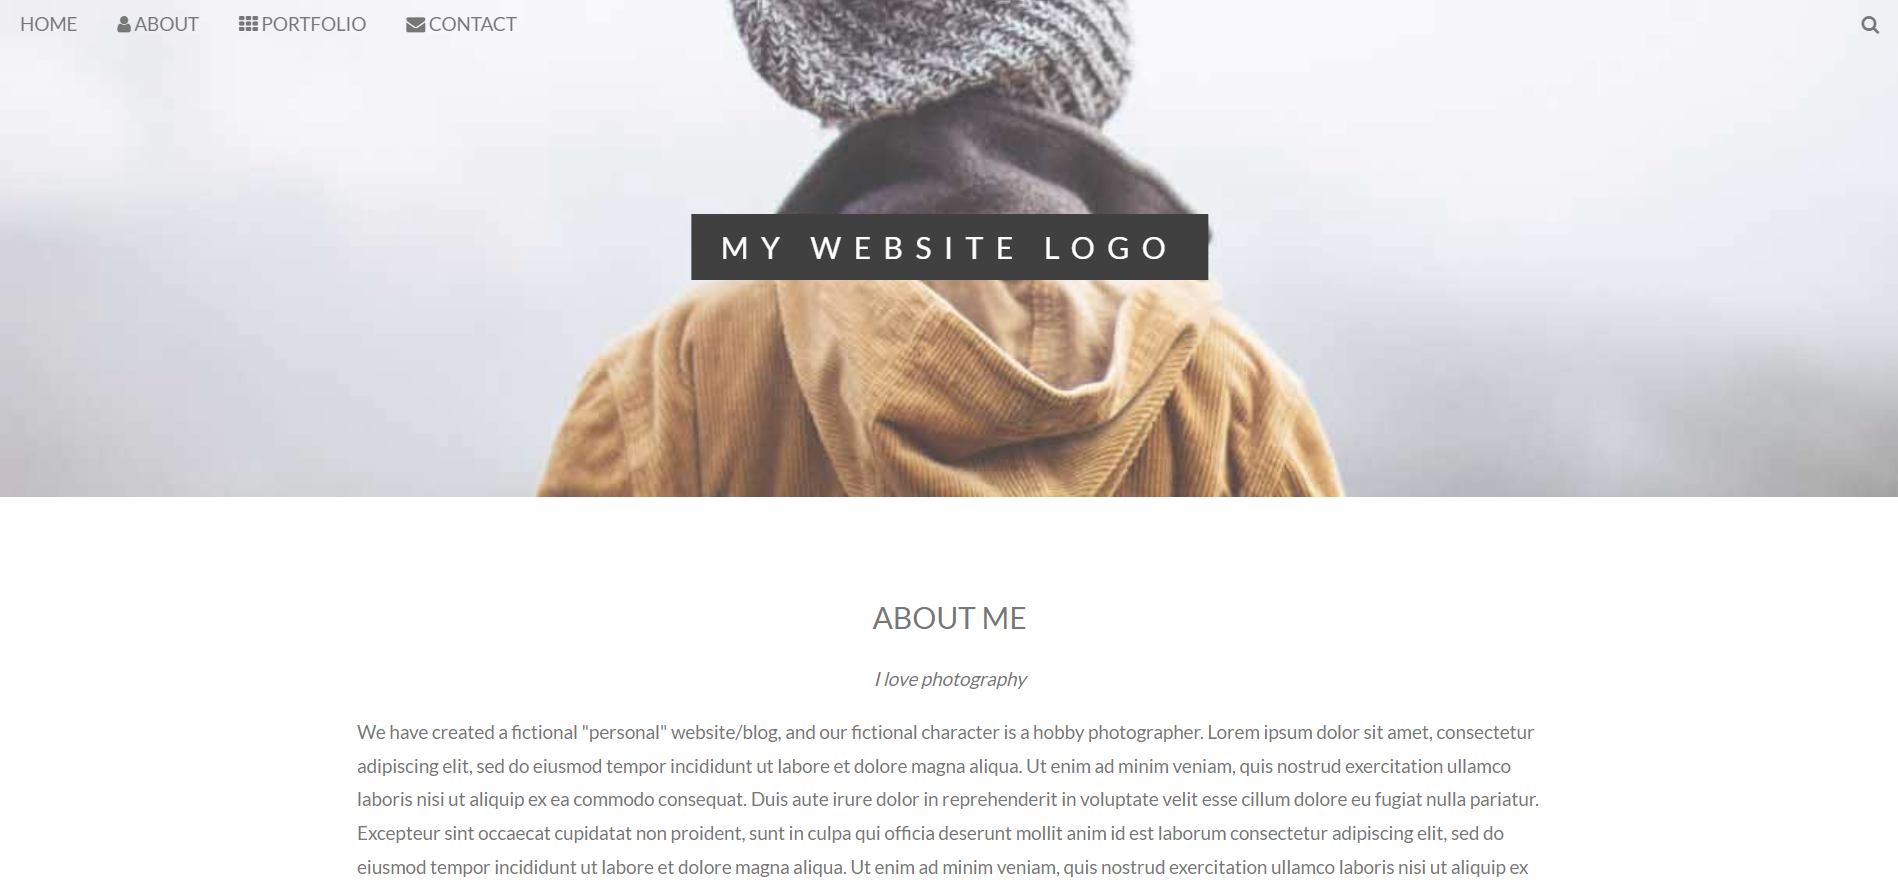 HOME
ABOUT
PORTFOLIO
CONTACT
MY WEBSITE LOGO
ABOUT ME
I love photography
We have created a fictional "personal" website/blog, and our fictional character is a hobby photographer. Lorem ipsum dolor sit amet, consectetur
adipiscing elit, sed do eiusmod tempor incididunt ut labore et dolore magna aliqua. Ut enim ad minim veniam, quis nostrud exercitation ullamco
laboris nisi ut aliquip ex ea commodo consequat. Duis aute irure dolor in reprehenderit in voluptate velit esse cillum dolore eu fugiat nulla pariatur.
Excepteur sint occaecat cupidatat non proident, sunt in culpa qui officia deserunt mollit anim id est laborum consectetur adipiscing elit, sed do
eiusmod tempor incididunt ut labore et dolore magna aliqua. Ut enim ad minim veniam, quis nostrud exercitation ullamco laboris nisi ut aliquip ex